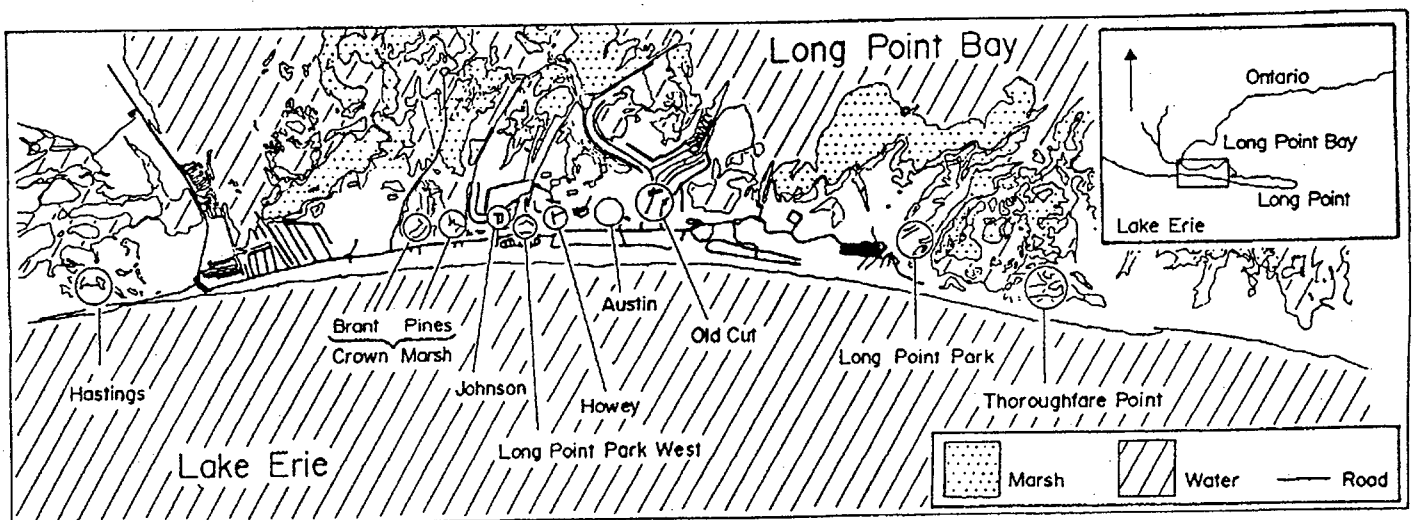 Long Point Bay
Ontario
Long Point Bay
Long Point
Lake Erie
Brant Pines
Crown Marsh
Austin
Old Cut
Long Point Park
Hastings
Johnson
Howey
Thoroughfare Point
Long Point Park West
Lake Erie
Marsh
Water
Road